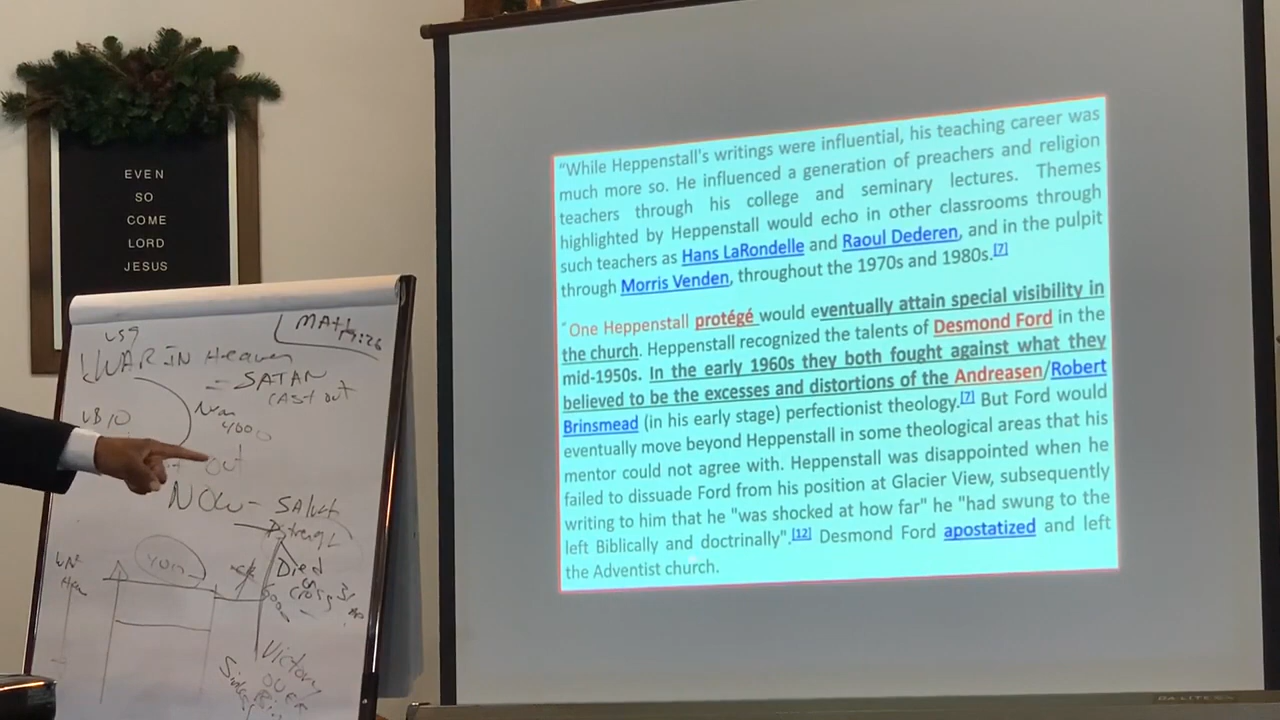 EVEN
SO
COME
LORD
JESUS
WAR IN Heaven
= SATAN
CAST out
out
NOW - SALVAT
Died
Cross
Victory
OVER
"While Heppenstall's writings were influential, his teaching career was
much more so. He influenced a generation of preachers and religion
teachers through his college and seminary lectures. Themes
highlighted by Heppenstall would echo in other classrooms through
such teachers as Hans LaRondelle and Raoul Dederen, and in the pulpit
through Morris Venden, throughout the 1970s and 1980s.[7]
"One Heppenstall protégé would eventually attain special visibility in
the church. Heppenstall recognized the talents of Desmond Ford in the
mid-1950s. In the early 1960s they both fought against what they
believed to be the excesses and distortions of the Andreasen/Robert
Brinsmead (in his early stage) perfectionist theology.[7] But Ford would
eventually move beyond Heppenstall in some theological areas that his
mentor could not agree with. Heppenstall was disappointed when he
failed to dissuade Ford from his position at Glacier View, subsequently
writing to him that he "was shocked at how far" he "had swung to the
left Biblically and doctrinally".[12] Desmond Ford apostatized and left
the Adventist church.
DA-LITE